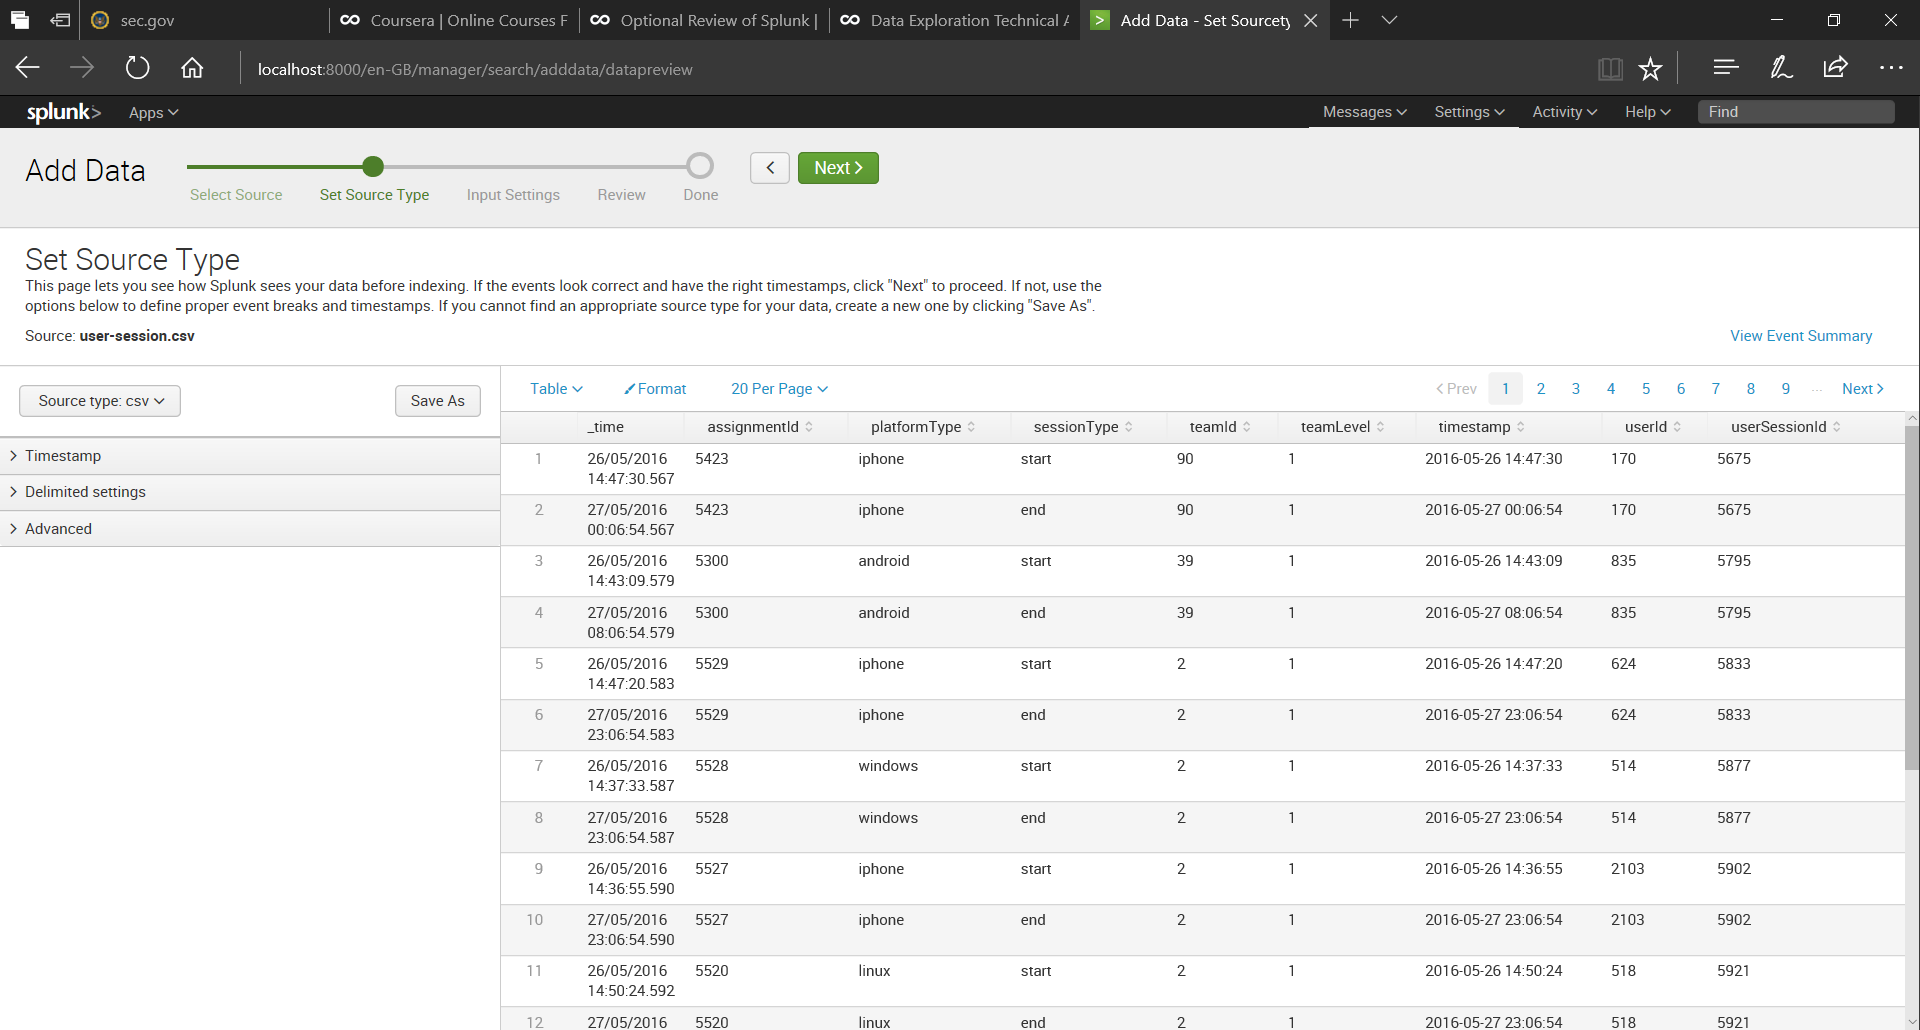 sec.gov
Coursera | Online Courses F
Optional Review of Splunk |
Data Exploration Technical A
Add Data - Set Sourcety
localhost:8000/en-GB/manager/search/adddata/datapreview
splunk> Apps Messages Settings Activity Help Find
Add Data
Select Source Set Source Type Input Settings Review Done
< Next >
Set Source Type
This page lets you see how Splunk sees your data before indexing. If the events look correct and have the right timestamps, click "Next" to proceed. If not, use the
options below to define proper event breaks and timestamps. If you cannot find an appropriate source type for your data, create a new one by clicking "Save As".
Source: user-session.csv
View Event Summary
Source type: csv
Save As
Timestamp
Delimited settings
Advanced
Table Format 20 Per Page
< Prev 1 2 3 4 5 6 7 8 9 ... Next >
_time assignmentId platformType sessionType teamId teamLevel timestamp userId userSessionId
1 26/05/2016 5423 iphone start 90 1 2016-05-26 14:47:30 170 5675
14:47:30.567
2 27/05/2016 5423 iphone end 90 1 2016-05-27 00:06:54 170 5675
00:06:54.567
3 26/05/2016 5300 android start 39 1 2016-05-26 14:43:09 835 5795
14:43:09.579
4 27/05/2016 5300 android end 39 1 2016-05-27 08:06:54 835 5795
08:06:54.579
5 26/05/2016 5529 iphone start 2 1 2016-05-26 14:47:20 624 5833
14:47:20.583
6 27/05/2016 5529 iphone end 2 1 2016-05-27 23:06:54 624 5833
23:06:54.583
7 26/05/2016 5528 windows start 2 1 2016-05-26 14:37:33 514 5877
14:37:33.587
8 27/05/2016 5528 windows end 2 1 2016-05-27 23:06:54 514 5877
23:06:54.587
9 26/05/2016 5527 iphone start 2 1 2016-05-26 14:36:55 2103 5902
14:36:55.590
10 27/05/2016 5527 iphone end 2 1 2016-05-27 23:06:54 2103 5902
23:06:54.590
11 26/05/2016 5520 linux start 2 1 2016-05-26 14:50:24 518 5921
14:50:24.592
12 27/05/2016 5520 linux end 2 1 2016-05-27 23:06:54 518 5921